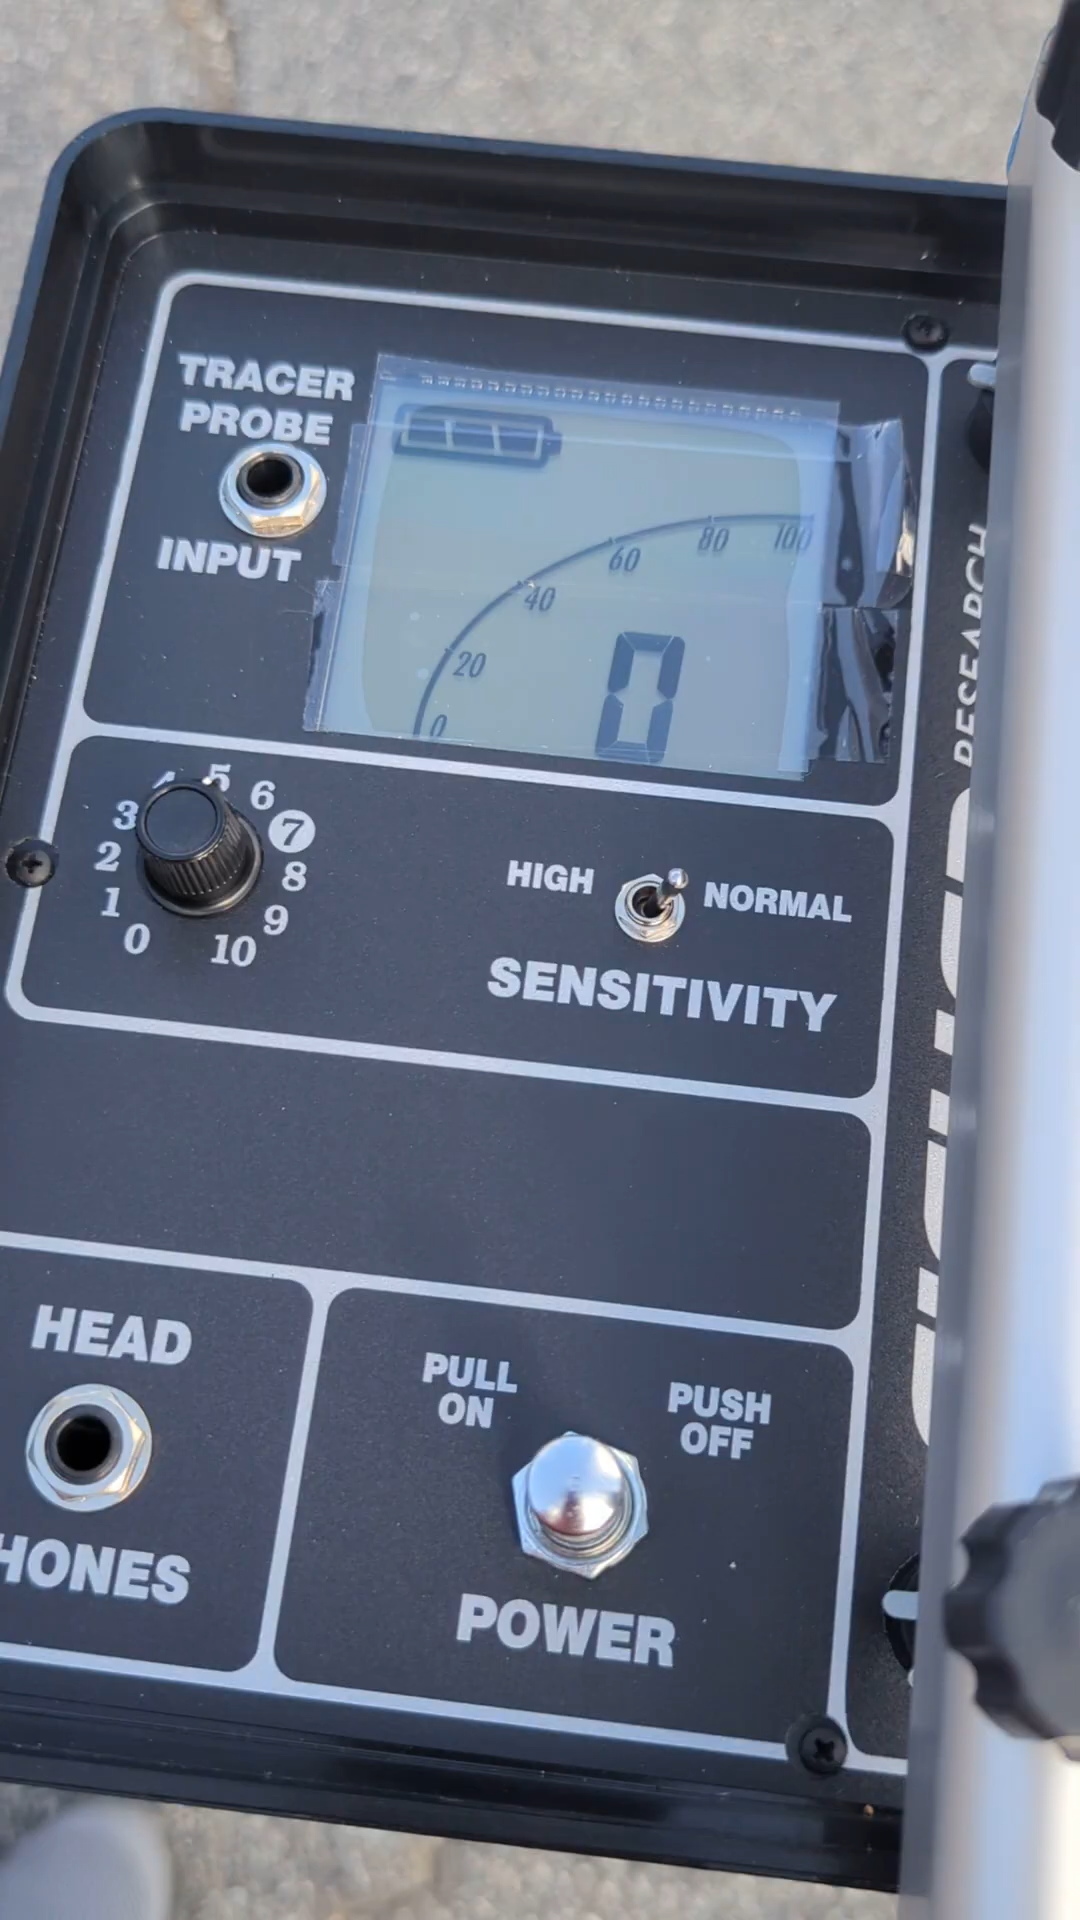 TRACER
PROBE
INPUT
0 20 40 60 80 100
0
0 1 2 3 4 5 6 7 8 9 10
HIGH NORMAL
SENSITIVITY
HEAD
HONES
PULL
ON
PUSH
OFF
POWER
RESEARCH